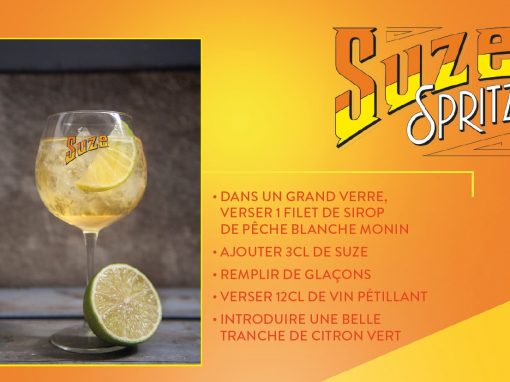 Suze
SPRITZ
Suze
• DANS UN GRAND VERRE,
VERSER 1 FILET DE SIROP
DE PÊCHE BLANCHE MONIN
• AJOUTER 3CL DE SUZE
• REMPLIR DE GLAÇONS
• VERSER 12CL DE VIN PÉTILLANT
• INTRODUIRE UNE BELLE
TRANCHE DE CITRON VERT